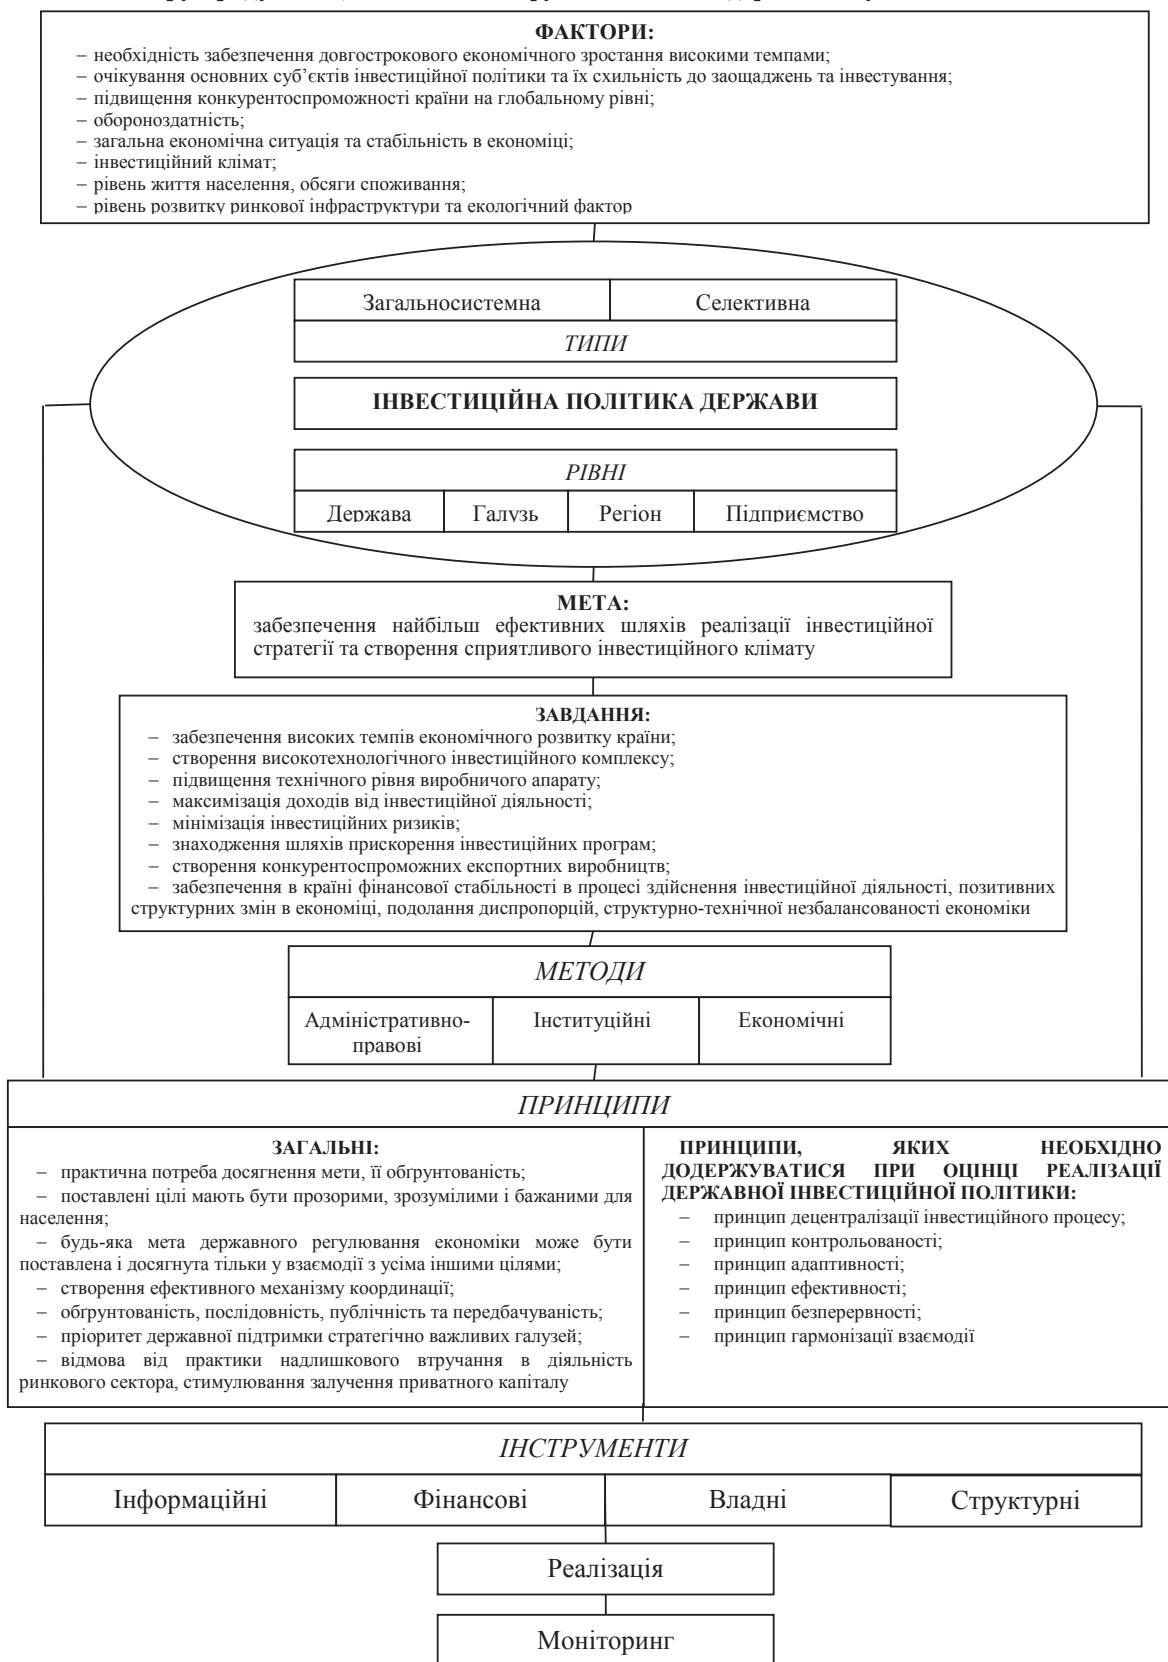 ФАКТОРИ:
– необхідність забезпечення довгострокового економічного зростання високими темпами;
– очікування основних суб’єктів інвестиційної політики та їх схильність до заощаджень та інвестування;
– підвищення конкурентоспроможності країни на глобальному рівні;
– обороноздатність;
– загальна економічна ситуація та стабільність в економіці;
– інвестиційний клімат;
– рівень життя населення, обсяги споживання;
– рівень розвитку ринкової інфраструктури та екологічний фактор
Загальносистемна Селективна
ТИПИ
ІНВЕСТИЦІЙНА ПОЛІТИКА ДЕРЖАВИ
РІВНІ
Держава Галузь Регіон Підприємство
МЕТА:
забезпечення найбільш ефективних шляхів реалізації інвестиційної
стратегії та створення сприятливого інвестиційного клімату
ЗАВДАННЯ:
– забезпечення високих темпів економічного розвитку країни;
– створення високотехнологічного інвестиційного комплексу;
– підвищення технічного рівня виробничого апарату;
– максимізація доходів від інвестиційної діяльності;
– мінімізація інвестиційних ризиків;
– знаходження шляхів прискорення інвестиційних програм;
– створення конкурентоспроможних експортних виробництв;
– забезпечення в країні фінансової стабільності в процесі здійснення інвестиційної діяльності, позитивних
структурних змін в економіці, подолання диспропорцій, структурно-технічної незбалансованості економіки
МЕТОДИ
Адміністративно-
правові
Інституційні
Економічні
ПРИНЦИПИ
ЗАГАЛЬНІ:
– практична потреба досягнення мети, її обґрунтованість;
– поставлені цілі мають бути прозорими, зрозумілими і бажаними для
населення;
– будь-яка мета державного регулювання економіки може бути
поставлена і досягнута тільки у взаємодії з усіма іншими цілями;
– створення ефективного механізму координації;
– обґрунтованість, послідовність, публічність та передбачуваність;
– пріоритет державної підтримки стратегічно важливих галузей;
– відмова від практики надлишкового втручання в діяльність
ринкового сектора, стимулювання залучення приватного капіталу
ПРИНЦИПИ, ЯКИХ НЕОБХІДНО
ДОДЕРЖУВАТИСЯ ПРИ ОЦІНЦІ РЕАЛІЗАЦІЇ
ДЕРЖАВНОЇ ІНВЕСТИЦІЙНОЇ ПОЛІТИКИ:
– принцип децентралізації інвестиційного процесу;
– принцип контрольованості;
– принцип адаптивності;
– принцип ефективності;
– принцип безперервності;
– принцип гармонізації взаємодії
ІНСТРУМЕНТИ
Інформаційні Фінансові Владні Структурні
Реалізація
Моніторинг